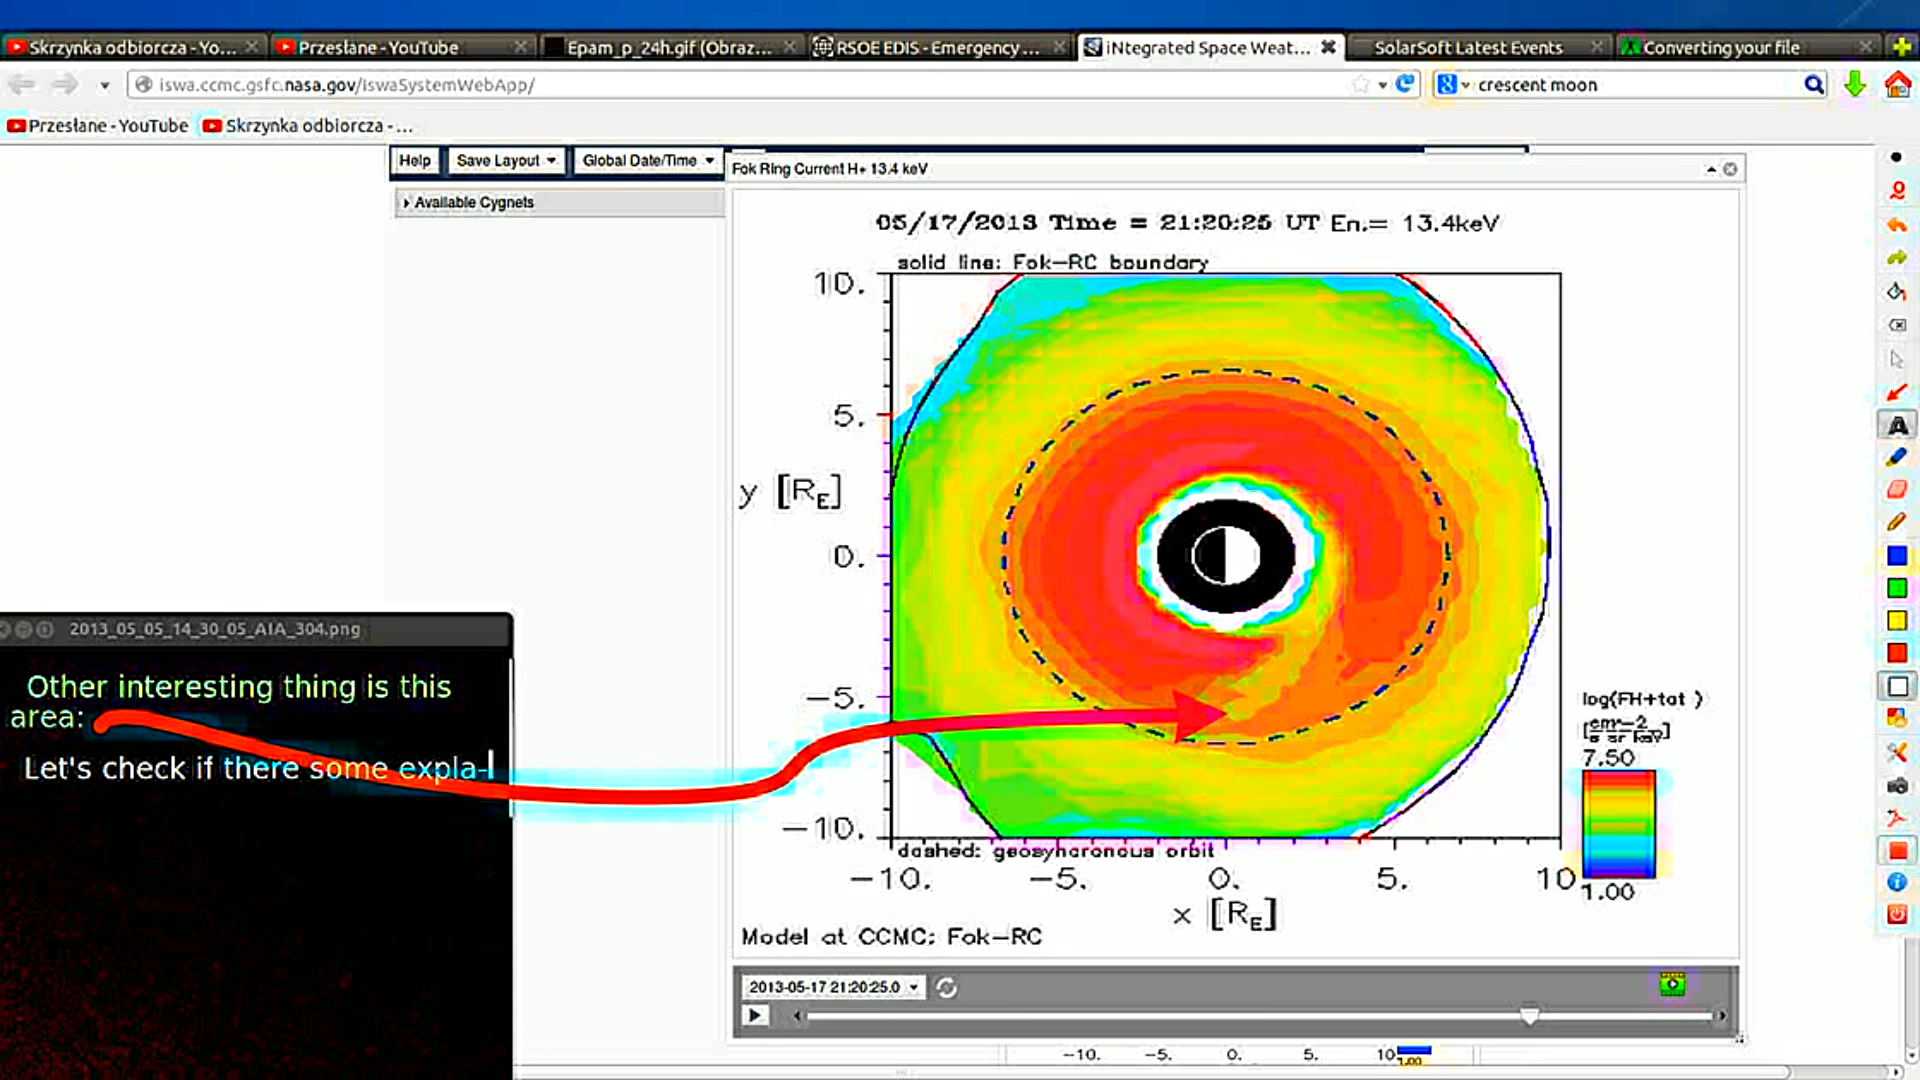 Skrzynka odbiorcza - Yo...
Przesłane - YouTube
Epam_p_24h.gif (Obraz...
RSOE EDIS - Emergency ...
iNtegrated Space Weat...
SolarSoft Latest Events
Converting your file
iswa.ccmc.gsfc.nasa.gov/IswaSystemWebApp/
crescent moon
Przesłane - YouTube
Skrzynka odbiorcza - ...
Help
Save Layout
Global Date/Time
Available Cygnets
Fok Ring Current H+ 13.4 keV
05/17/2013 Time = 21:20:25 UT En.= 13.4keV
solid line: Fok-RC boundary
10.
5.
y [RE]
0.
-5.
-10.
dashed: geosyncronous orbit
-10.
-5.
0.
5.
10.
x [RE]
log(FH+tot )
7.50
1.00
Model at CCMC: Fok-RC
2013-05-17 21:20:25.0
-10.
-5.
0.
5.
10.
1.00
2013_05_05_14_30_05_AIA_304.png
Other interesting thing is this
area:
Let's check if there some expla-